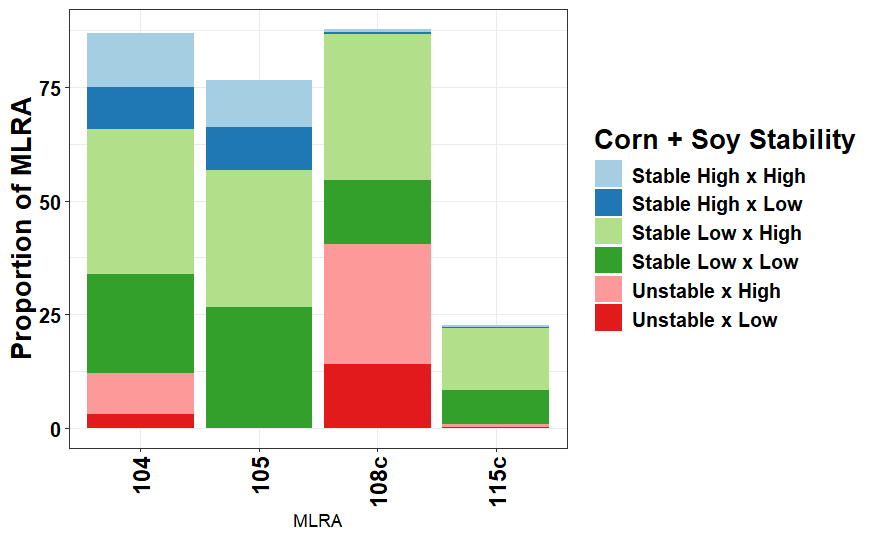 Proportion of MLRA
75
50
25
0
104
105
108c
115c
MLRA
Corn + Soy Stability
Stable High x High
Stable High x Low
Stable Low x High
Stable Low x Low
Unstable x High
Unstable x Low